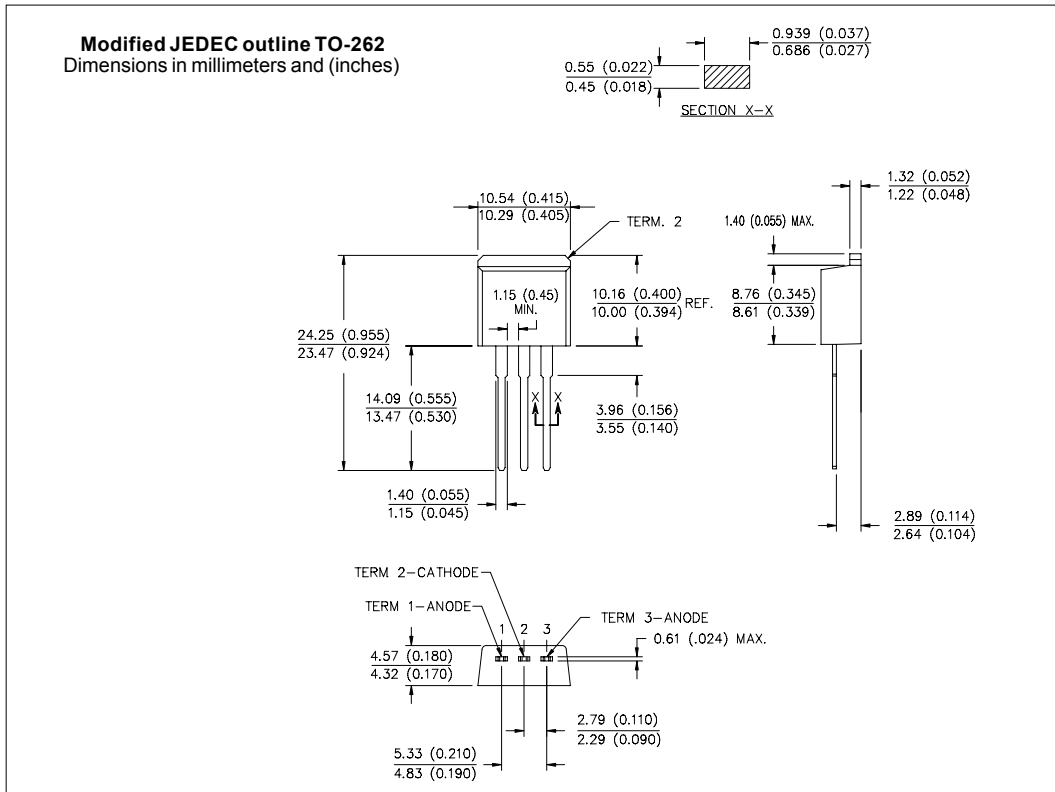 Modified JEDEC outline TO-262
Dimensions in millimeters and (inches)
0.939 (0.037)
0.686 (0.027)
0.55 (0.022)
0.45 (0.018)
SECTION X-X
1.32 (0.052)
1.22 (0.048)
10.54 (0.415)
10.29 (0.405)
TERM. 2
1.40 (0.055) MAX.
1.15 (0.45)
MIN.
10.16 (0.400)
10.00 (0.394)
REF.
8.76 (0.345)
8.61 (0.339)
24.25 (0.955)
23.47 (0.924)
14.09 (0.555)
13.47 (0.530)
X X
3.96 (0.156)
3.55 (0.140)
1.40 (0.055)
1.15 (0.045)
2.89 (0.114)
2.64 (0.104)
TERM 2-CATHODE
TERM 1-ANODE
TERM 3-ANODE
1 2 3
0.61 (.024) MAX.
4.57 (0.180)
4.32 (0.170)
2.79 (0.110)
2.29 (0.090)
5.33 (0.210)
4.83 (0.190)